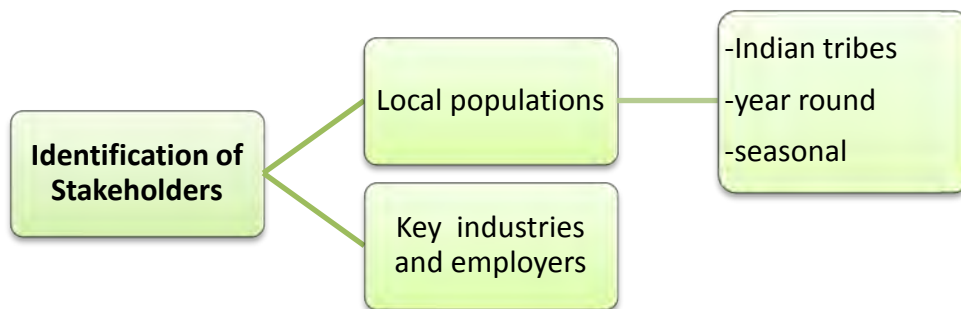 Identification of
Stakeholders
Local populations
-Indian tribes
-year round
-seasonal
Key industries
and employers